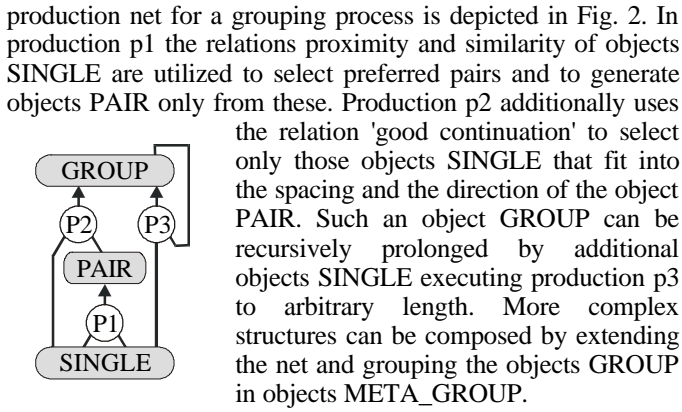 production net for a grouping process is depicted in Fig. 2. In
production p1 the relations proximity and similarity of objects
SINGLE are utilized to select preferred pairs and to generate
objects PAIR only from these. Production p2 additionally uses
the relation 'good continuation' to select
only those objects SINGLE that fit into
the spacing and the direction of the object
PAIR. Such an object GROUP can be
recursively prolonged by additional
objects SINGLE executing production p3
to arbitrary length. More complex
structures can be composed by extending
the net and grouping the objects GROUP
in objects META_GROUP.
GROUP
P2 P3
PAIR
P1
SINGLE